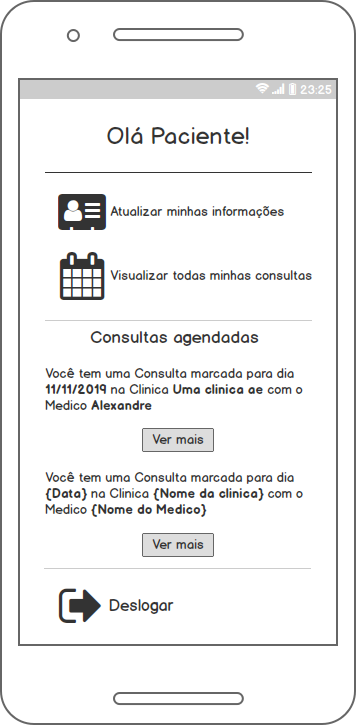 23:25
Olá Paciente!
Atualizar minhas informações
Visualizar todas minhas consultas
Consultas agendadas
Você tem uma Consulta marcada para dia
11/11/2019 na Clinica Uma clinica ae com o
Medico Alexandre
Ver mais
Você tem uma Consulta marcada para dia
{Data} na Clinica {Nome da clinica} com o
Medico {Nome do Medico}
Ver mais
Deslogar